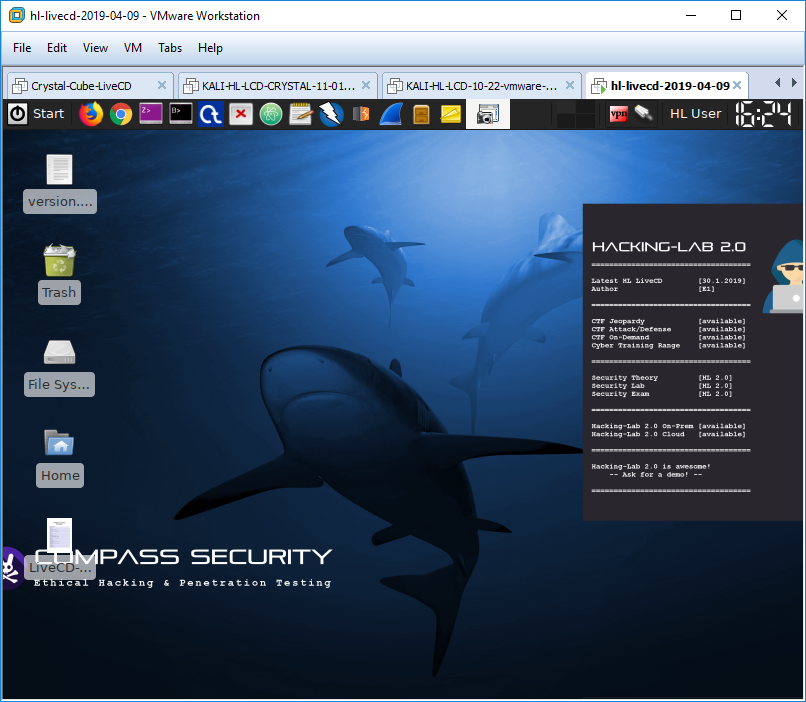 hl-livecd-2019-04-09 - VMware Workstation
File Edit View VM Tabs Help
Crystal-Cube-LiveCD
KALI-HL-LCD-CRYSTAL-11-01...
KALI-HL-LCD-10-22-vmware-...
hl-livecd-2019-04-09
Start
vpn
HL User
16:24
version....
Trash
File Sys...
Home
LiveCD-...
COMPASS SECURITY
Ethical Hacking & Penetration Testing
HACKING-LAB 2.0
===================================
Latest HL LiveCD [30.1.2019]
Author [E1]
===================================
CTF Jeopardy [available]
CTF Attack/Defense [available]
CTF On-Demand [available]
Cyber Training Range [available]
===================================
Security Theory [HL 2.0]
Security Lab [HL 2.0]
Security Exam [HL 2.0]
===================================
Hacking-Lab 2.0 On-Prem [available]
Hacking-Lab 2.0 Cloud [available]
===================================
Hacking-Lab 2.0 is awesome!
-- Ask for a demo! --
===================================